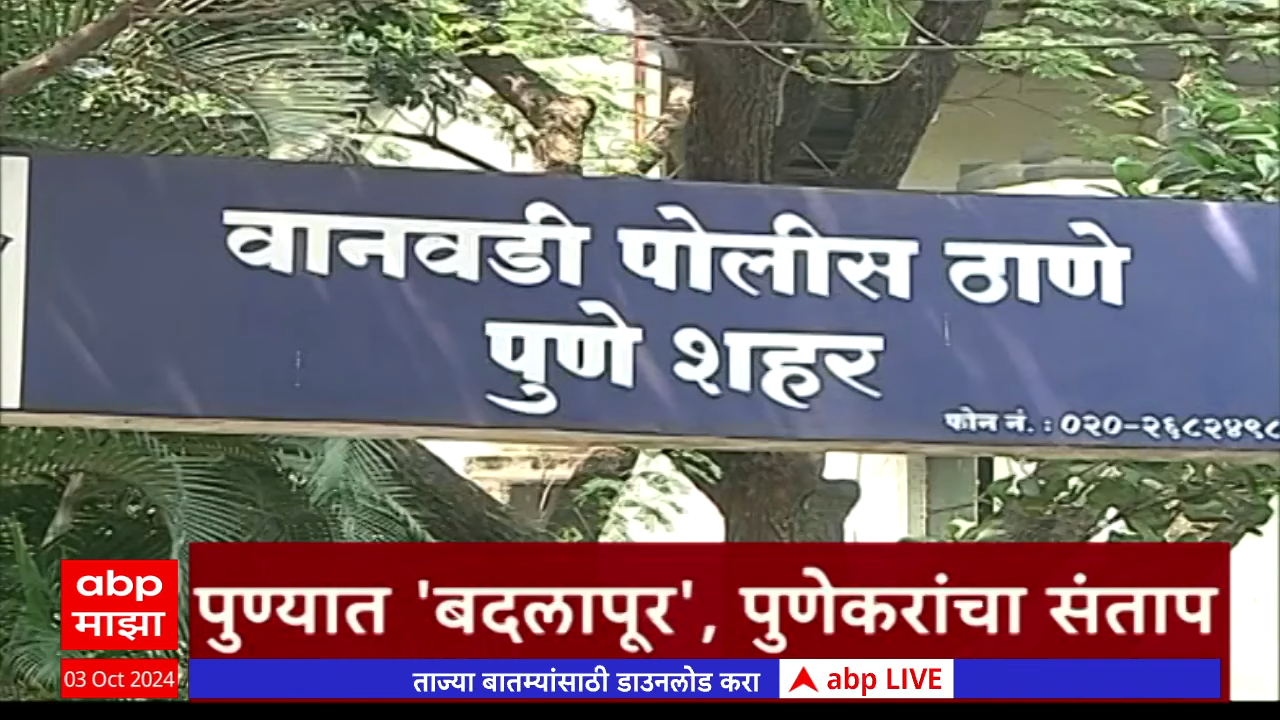 वानवडी पोलीस ठाणे
पुणे शहर
फोन नं. : ०२०-२६८२४९८
abp
माझा
पुण्यात 'बदलापूर', पुणेकरांचा संताप
03 Oct 2024
ताज्या बातम्यांसाठी डाउनलोड करा
abp LIVE